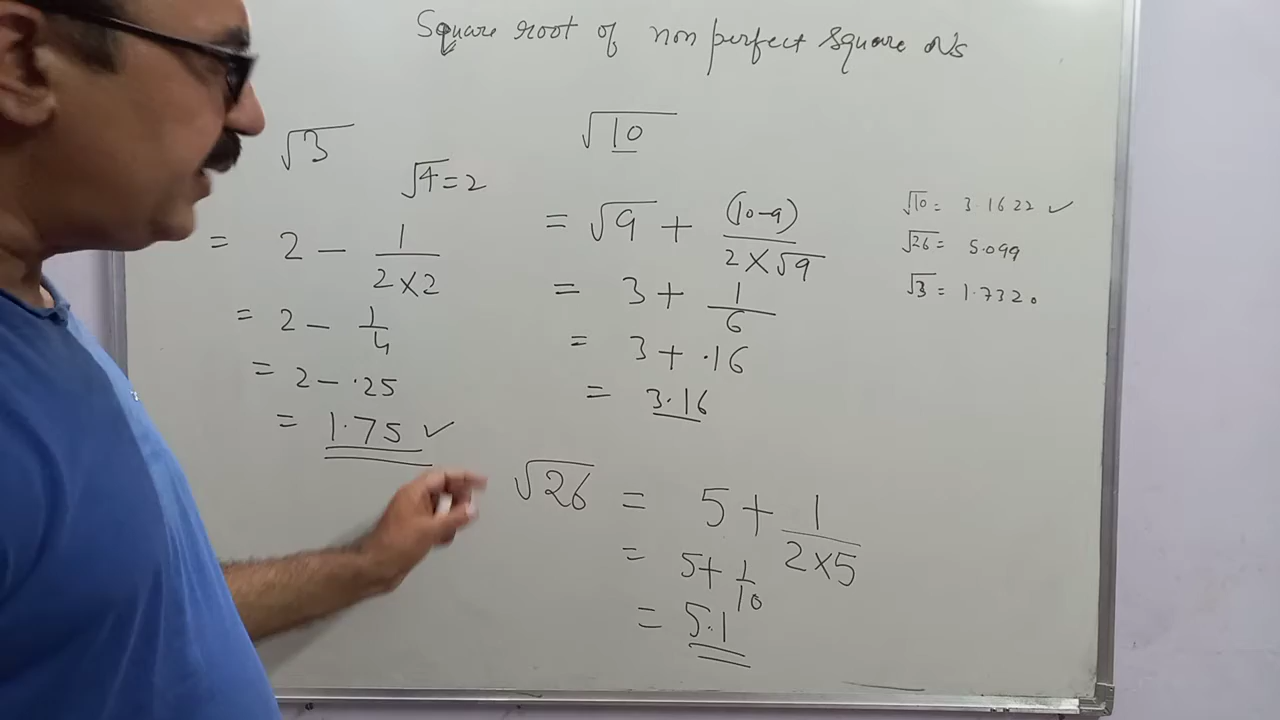 Square root of non perfect square Ns
√3
√4 = 2
= 2 - 1/(2×2)
= 2 - 1/4
= 2 - .25
= 1.75 ✓
√10
= √9 + (10-9)/(2×√9)
= 3 + 1/6
= 3 + .16
= 3.16
√26 = 5 + 1/(2×5)
= 5 + 1/10
= 5.1
√10 = 3.1622 ✓
√26 = 5.099
√3 = 1.7320